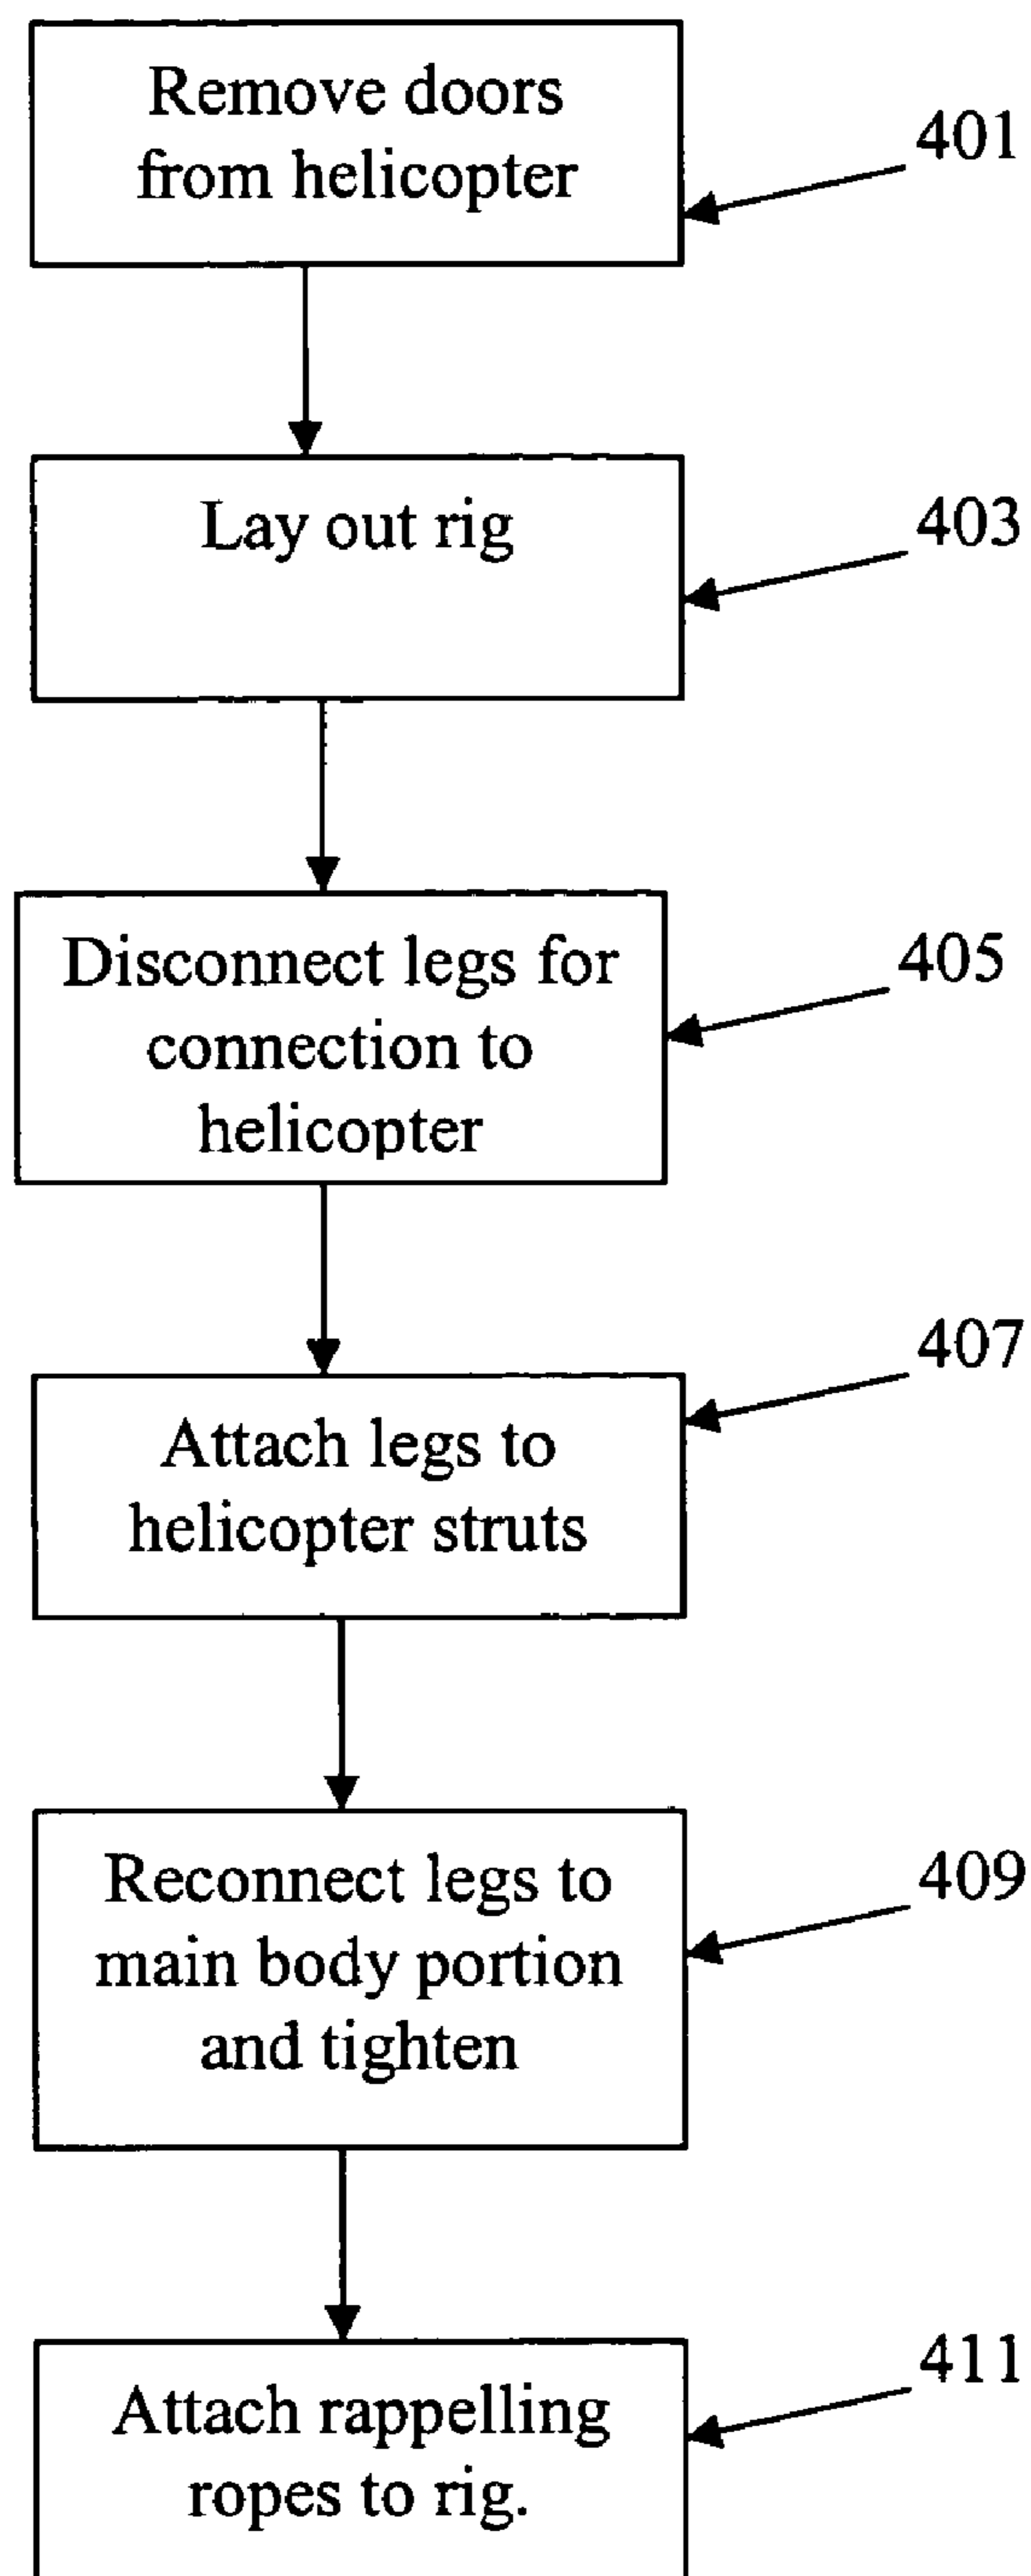 Remove doors
from helicopter
401
Lay out rig
403
Disconnect legs for
connection to
helicopter
405
Attach legs to
helicopter struts
407
Reconnect legs to
main body portion
and tighten
409
Attach rappelling
ropes to rig.
411